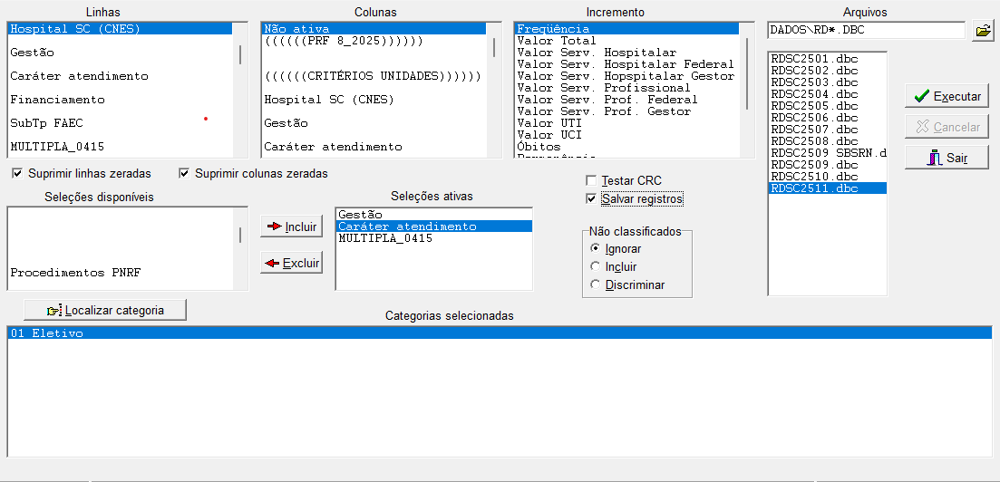 Linhas
Hospital SC (CNES)
Gestão
Caráter atendimento
Financiamento
SubTp FAEC
MULTIPLA_0415
Colunas
Não ativa
((((((PRF 8_2025))))))
((((((CRITÉRIOS UNIDADES))))))
Hospital SC (CNES)
Gestão
Caráter atendimento
Incremento
Freqüência
Valor Total
Valor Serv. Hospitalar
Valor Serv. Hospitalar Federal
Valor Serv. Hopspitalar Gestor
Valor Serv. Profissional
Valor Serv. Prof. Federal
Valor Serv. Prof. Gestor
Valor UTI
Valor UCI
Óbitos
Arquivos
DADOS\RD*.DBC
RDSC2501.dbc
RDSC2502.dbc
RDSC2503.dbc
RDSC2504.dbc
RDSC2505.dbc
RDSC2506.dbc
RDSC2507.dbc
RDSC2508.dbc
RDSC2509 SBSRN.d
RDSC2509.dbc
RDSC2510.dbc
RDSC2511.dbc
Executar
Cancelar
Sair
Suprimir linhas zeradas
Suprimir colunas zeradas
Testar CRC
Salvar registros
Seleções disponíveis
Procedimentos PNRF
Incluir
Excluir
Seleções ativas
Gestão
Caráter atendimento
MULTIPLA_0415
Não classificados
Ignorar
Incluir
Discriminar
Localizar categoria
Categorias selecionadas
01 Eletivo